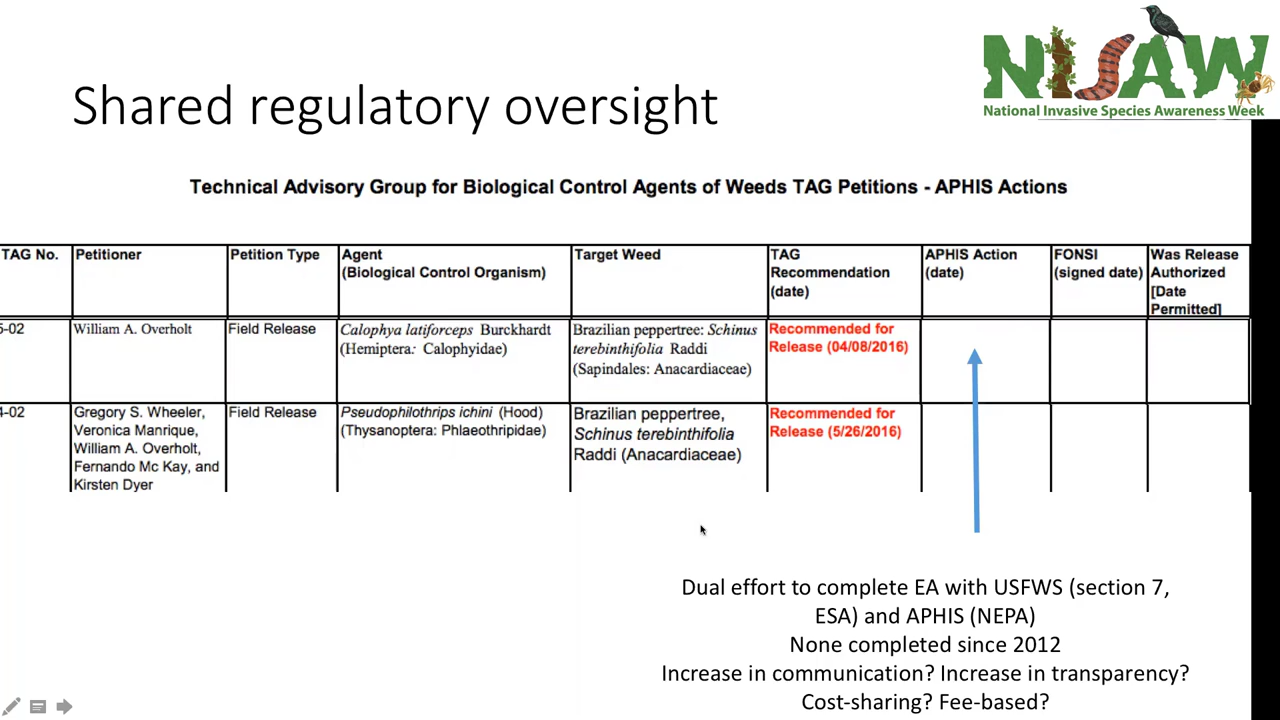 NISAW
National Invasive Species Awareness Week
Shared regulatory oversight
Technical Advisory Group for Biological Control Agents of Weeds TAG Petitions - APHIS Actions
TAG No.
Petitioner
Petition Type
Agent
(Biological Control Organism)
Target Weed
TAG
Recommendation
(date)
APHIS Action
(date)
FONSI
(signed date)
Was Release
Authorized
[Date
Permitted]
5-02
William A. Overholt
Field Release
Calophya latiforceps Burckhardt
(Hemiptera: Calophyidae)
Brazilian peppertree: Schinus
terebinthifolia Raddi
(Sapindales: Anacardiaceae)
Recommended for
Release (04/08/2016)
4-02
Gregory S. Wheeler,
Veronica Manrique,
William A. Overholt,
Fernando Mc Kay, and
Kirsten Dyer
Field Release
Pseudophilothrips ichini (Hood)
(Thysanoptera: Phlaeothripidae)
Brazilian peppertree,
Schinus terebinthifolia
Raddi (Anacardiaceae)
Recommended for
Release (5/26/2016)
Dual effort to complete EA with USFWS (section 7,
ESA) and APHIS (NEPA)
None completed since 2012
Increase in communication? Increase in transparency?
Cost-sharing? Fee-based?